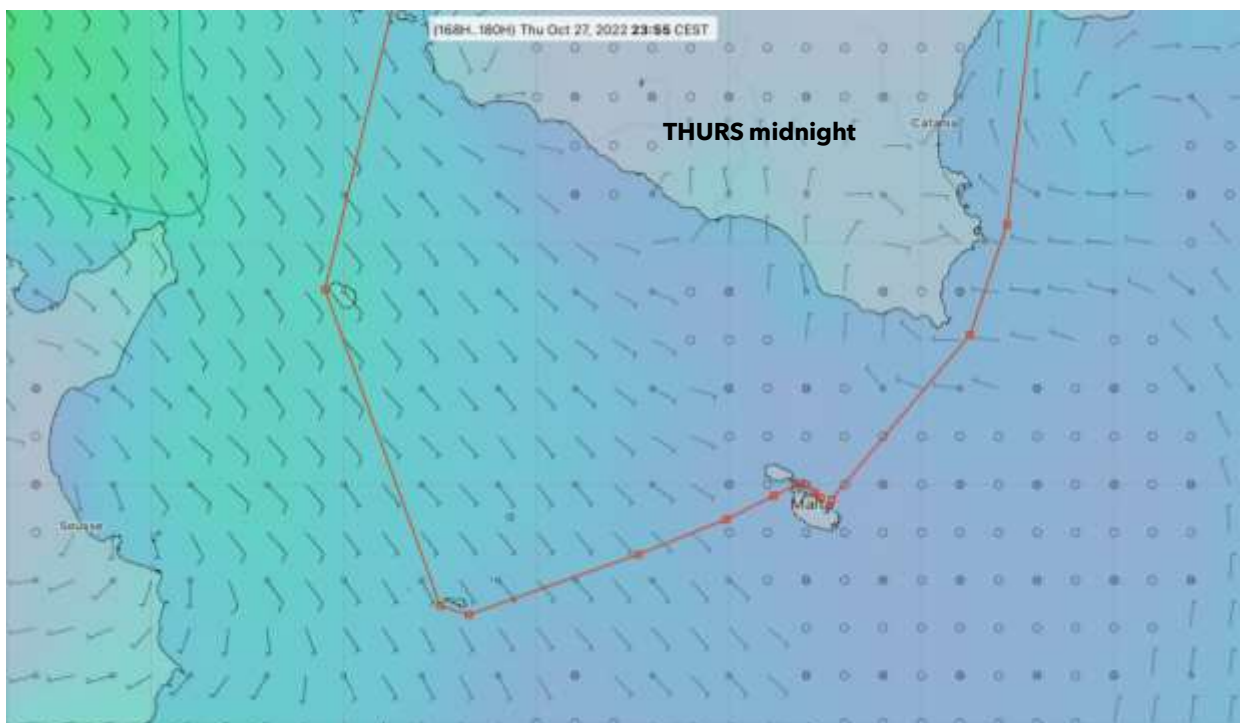 (168H..180H) Thu Oct 27, 2022 23:55 CEST
Catania
THURS midnight
Malta
Sousse